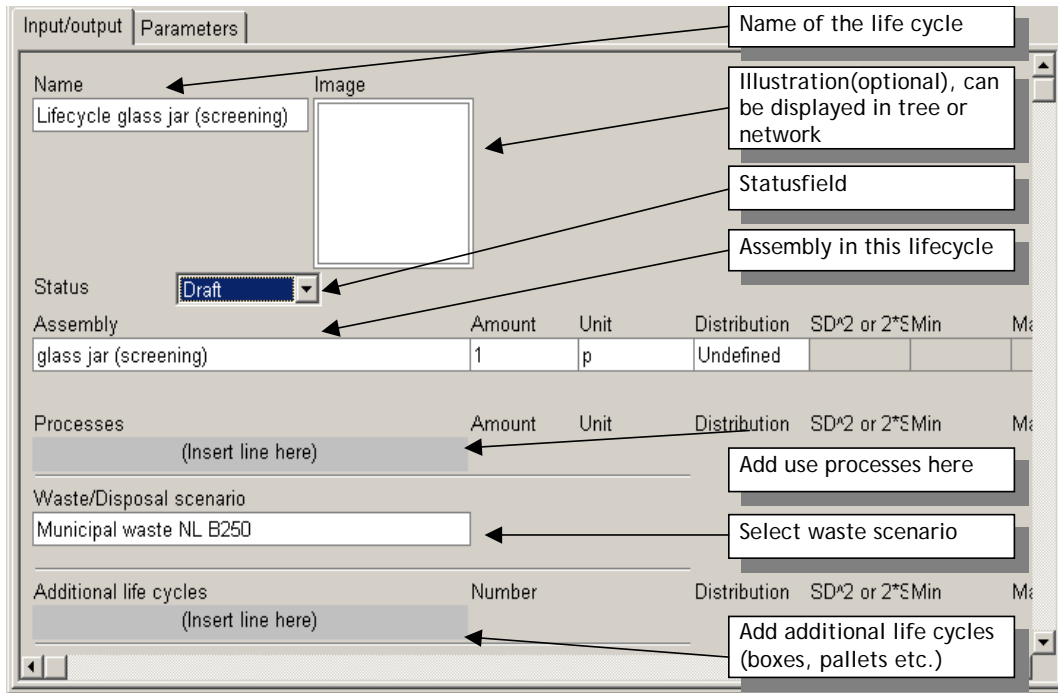 Input/output Parameters
Name of the life cycle
Name Image
Lifecycle glass jar (screening)
Illustration(optional), can
be displayed in tree or
network
Statusfield
Assembly in this lifecycle
Status Draft
Assembly Amount Unit Distribution SD^2 or 2*S Min Ma
glass jar (screening) 1 p Undefined
Processes Amount Unit Distribution SD^2 or 2*S Min Ma
(Insert line here)
Add use processes here
Waste/Disposal scenario
Municipal waste NL B250
Select waste scenario
Additional life cycles Number Distribution SD^2 or 2*S Min Ma
(Insert line here)
Add additional life cycles
(boxes, pallets etc.)